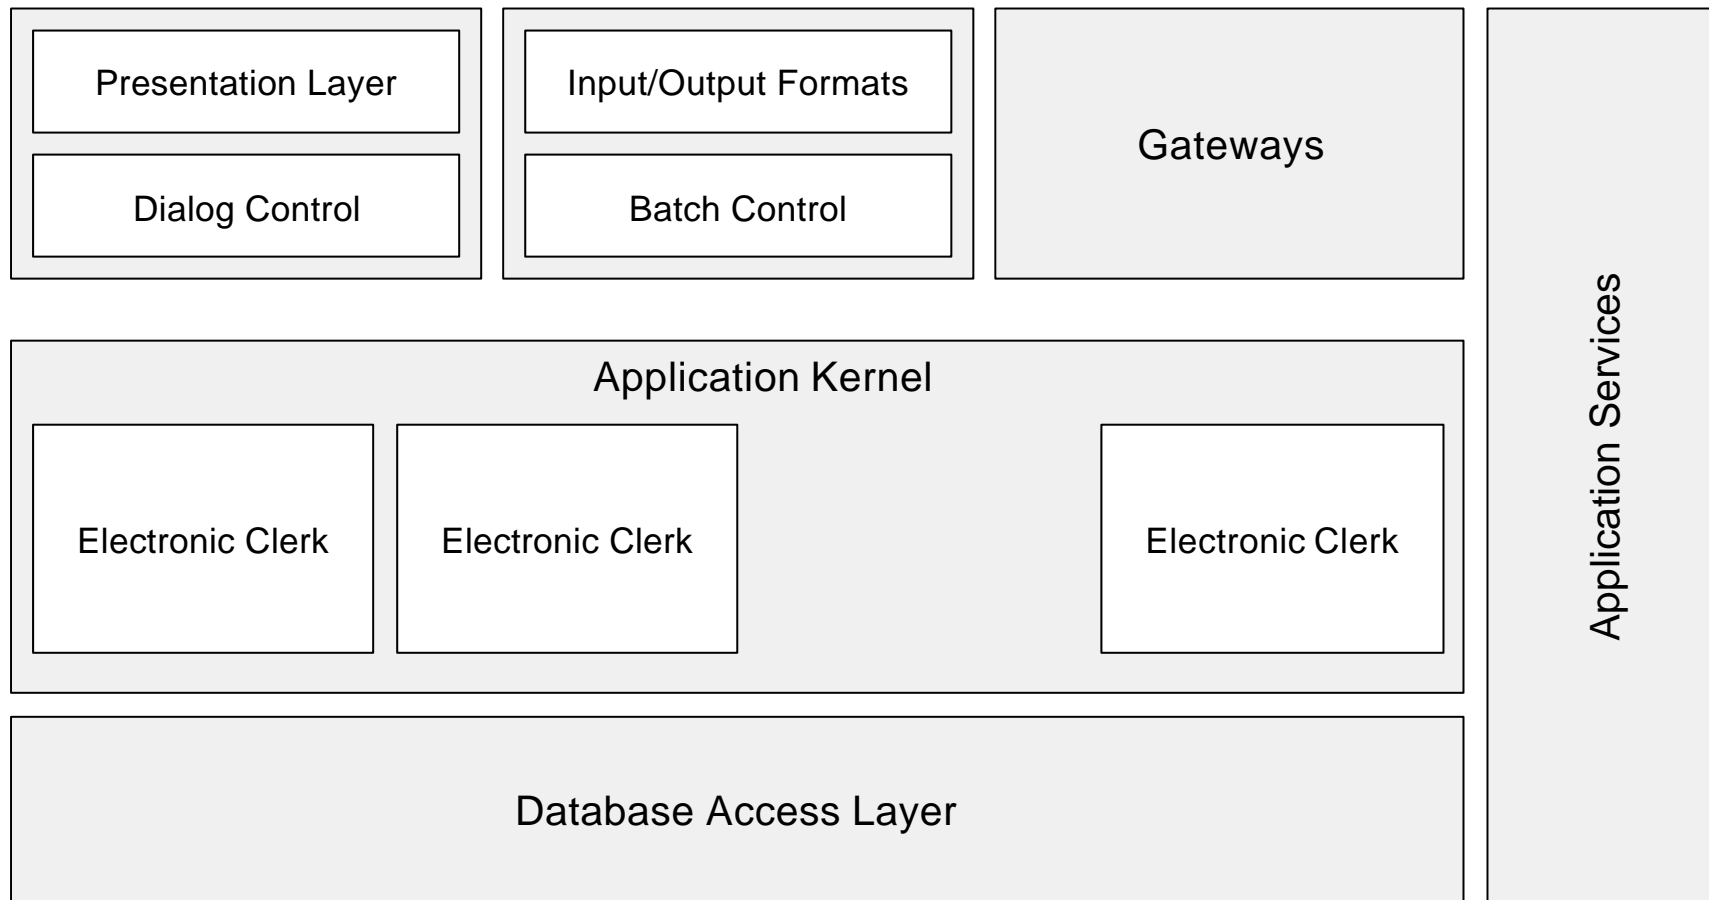 Presentation Layer
Dialog Control
Input/Output Formats
Batch Control
Gateways
Application Kernel
Electronic Clerk
Electronic Clerk
Electronic Clerk
Database Access Layer
Application Services